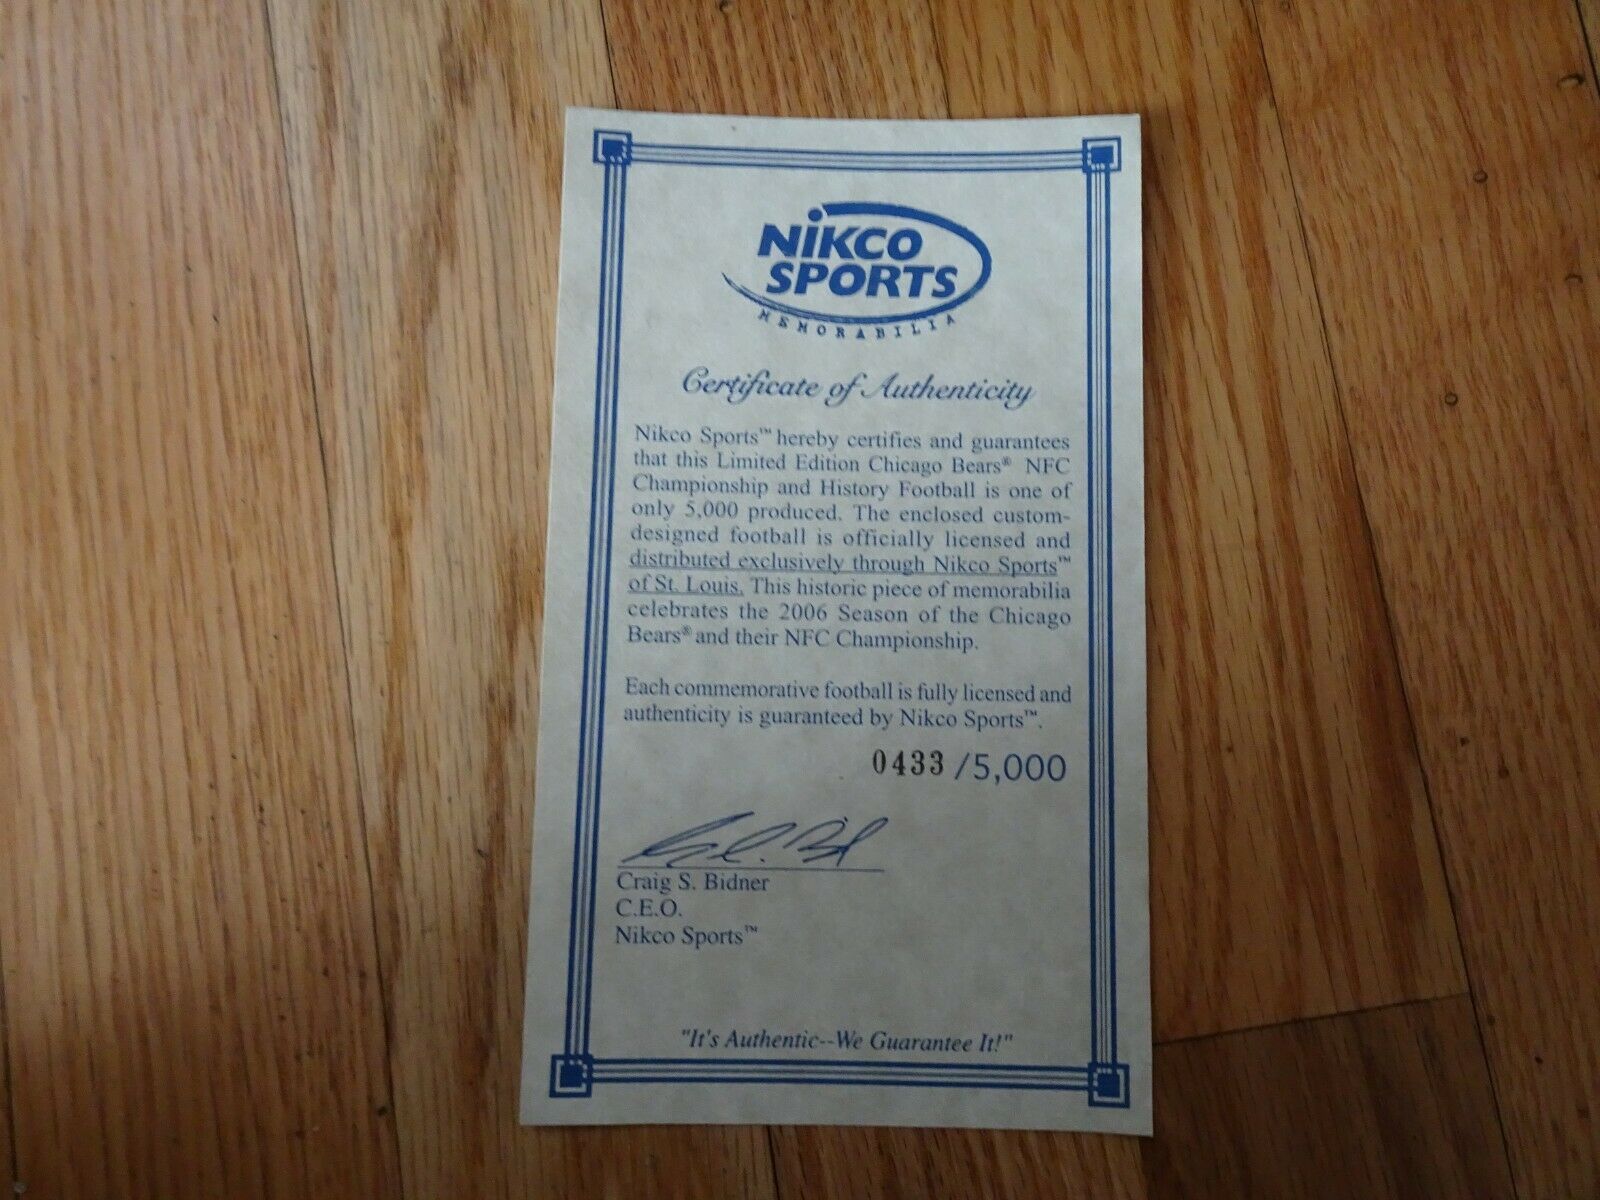 NiKCO
SPORTS
MEMORABILIA
Certificate of Authenticity
Nikco Sports™ hereby certifies and guarantees
that this Limited Edition Chicago Bears® NFC
Championship and History Football is one of
only 5,000 produced. The enclosed custom-
designed football is officially licensed and
distributed exclusively through Nikco Sports™
of St. Louis. This historic piece of memorabilia
celebrates the 2006 Season of the Chicago
Bears® and their NFC Championship.
Each commemorative football is fully licensed and
authenticity is guaranteed by Nikco Sports™.
0433 /5,000
Craig S. Bidner
C.E.O.
Nikco Sports™
"It's Authentic--We Guarantee It!"